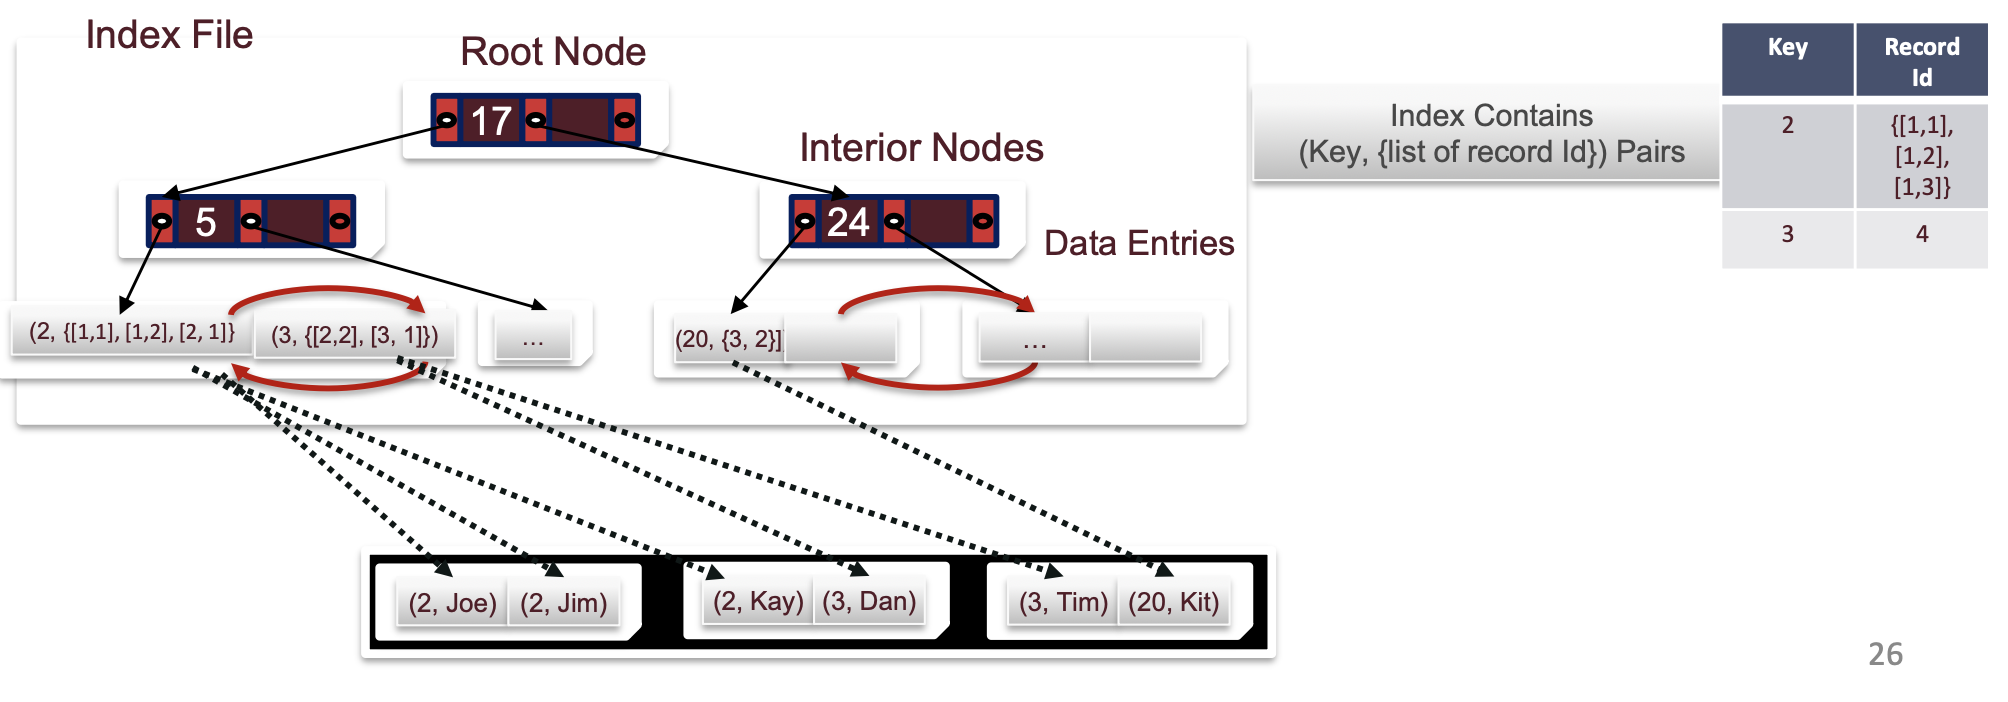 Index File
Root Node
17
Interior Nodes
5
24
Data Entries
(2, {[1,1], [1,2], [2, 1]}
(3, {[2,2], [3, 1]})
...
(20, {3, 2}]
...
(2, Joe) (2, Jim)
(2, Kay) (3, Dan)
(3, Tim) (20, Kit)
Index Contains
(Key, {list of record Id}) Pairs
Key
Record
Id
2
{[1,1],
[1,2],
[1,3]}
3
4
26